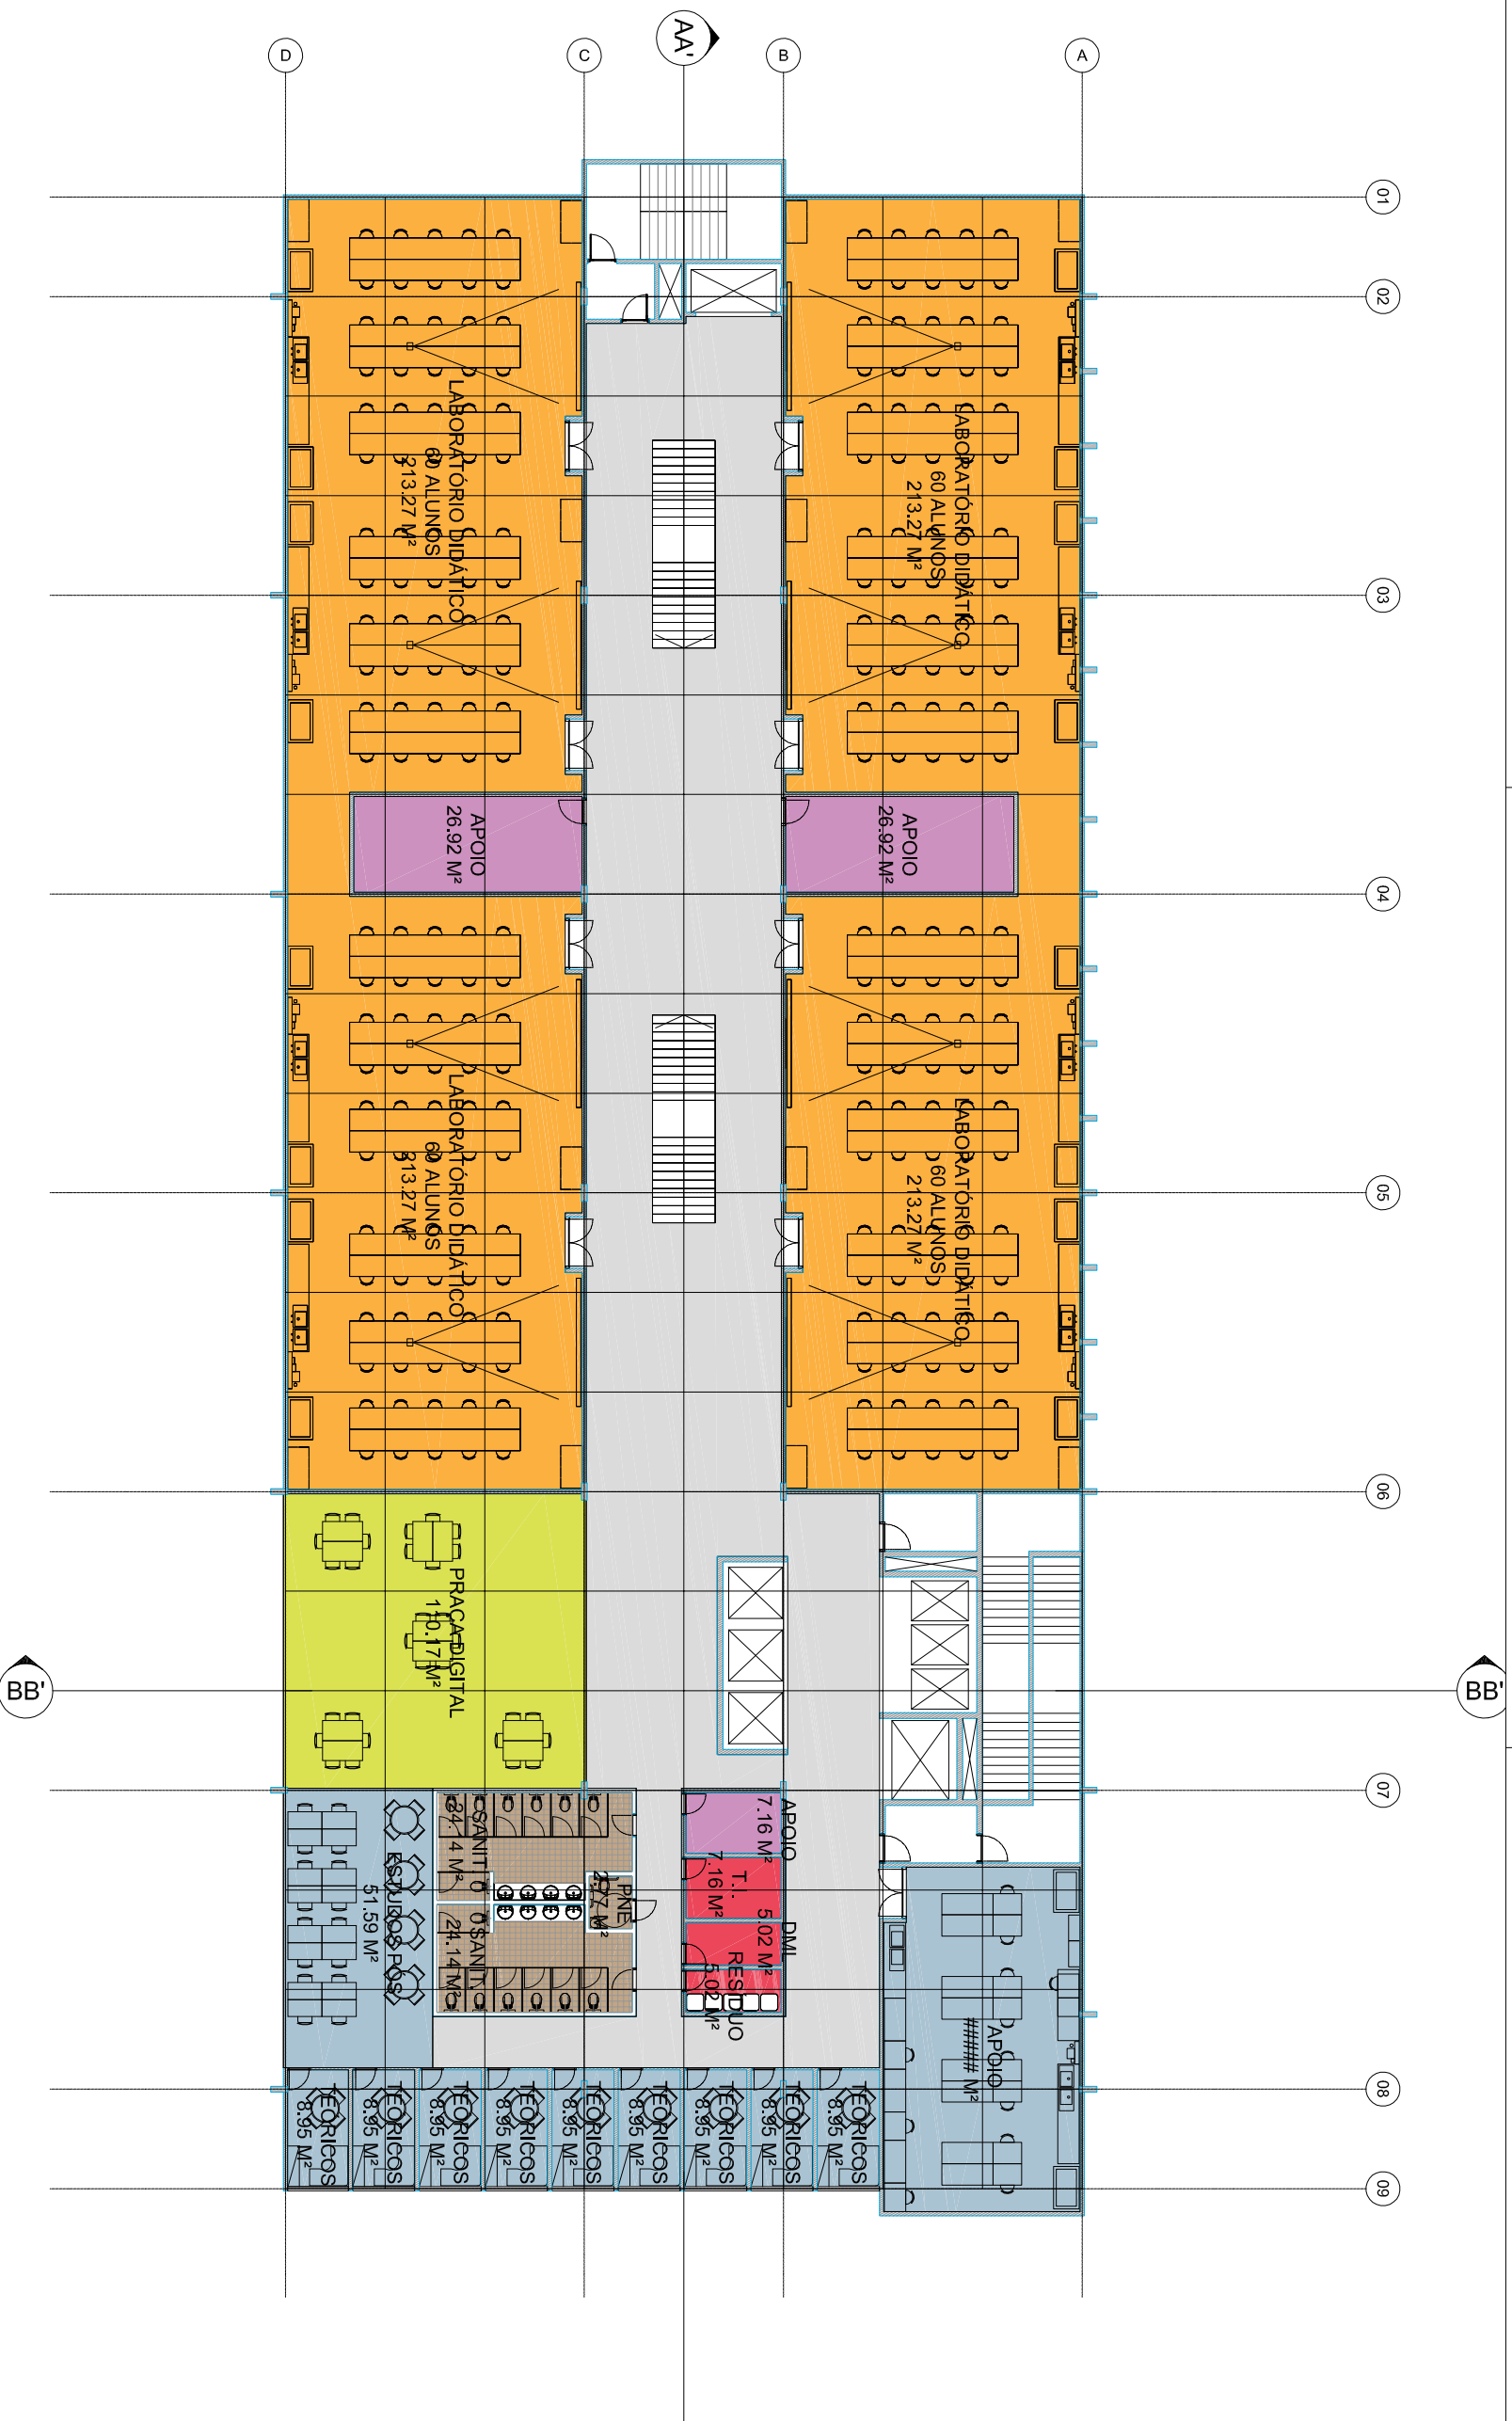 D
C
AA'
B
A
01
02
03
04
05
06
07
08
09
BB'
BB'
LABORATÓRIO DIDÁTICO
60 ALUNOS
213.27 M²
LABORATÓRIO DIDÁTICO
60 ALUNOS
213.27 M²
APOIO
26.92 M²
APOIO
26.92 M²
LABORATÓRIO DIDÁTICO
60 ALUNOS
213.27 M²
LABORATÓRIO DIDÁTICO
60 ALUNOS
213.27 M²
PRAÇA DIGITAL
110.17 M²
ESTUDOS PÓS
51.59 M²
SANIT.
24.14 M²
SANIT.
24.14 M²
PNE
2.77 M²
APOIO
7.16 M²
T.I.
7.16 M²
DML
5.02 M²
RESÍDUO
5.02 M²
APOIO
##### M²
TEÓRICOS
8.95 M²
TEÓRICOS
8.95 M²
TEÓRICOS
8.95 M²
TEÓRICOS
8.95 M²
TEÓRICOS
8.95 M²
TEÓRICOS
8.95 M²
TEÓRICOS
8.95 M²
TEÓRICOS
8.95 M²
TEÓRICOS
8.95 M²